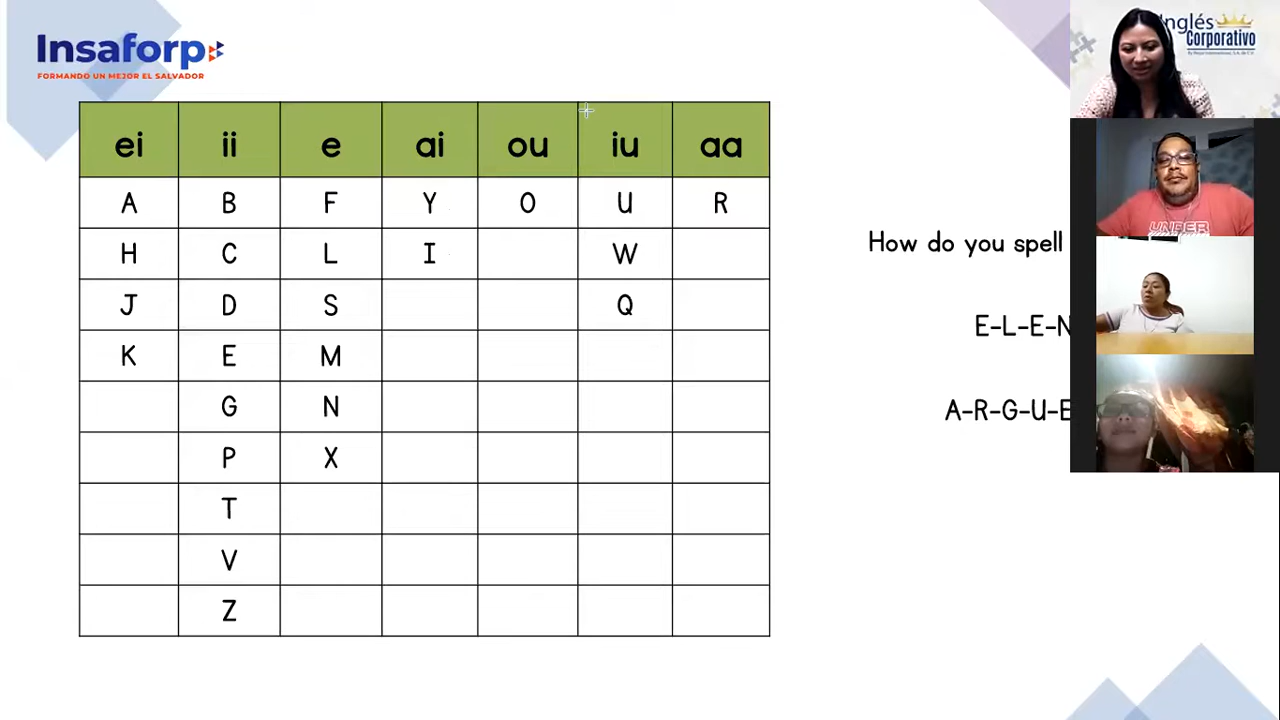 Insaforp
FORMANDO UN MEJOR EL SALVADOR
Inglés
Corporativo
ei ii e ai ou iu aa
A B F Y O U R
H C L I W
J D S Q
K E M
G N
P X
T
V
Z
How do you spell
E-L-E-N
A-R-G-U-E